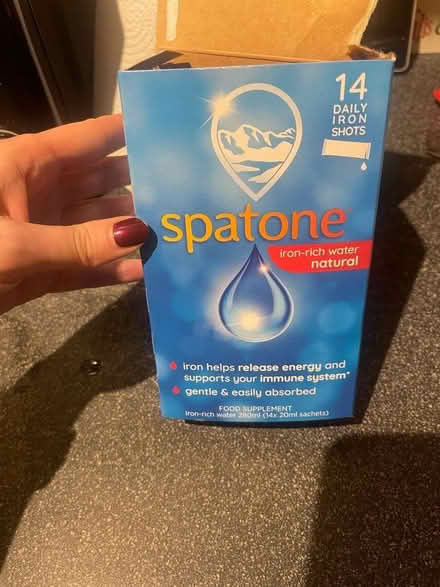 14
DAILY
IRON
SHOTS
spatone
iron-rich water
natural
iron helps release energy and
supports your immune system*
gentle & easily absorbed
FOOD SUPPLEMENT
Iron-rich water 280ml (14x 20ml sachets)